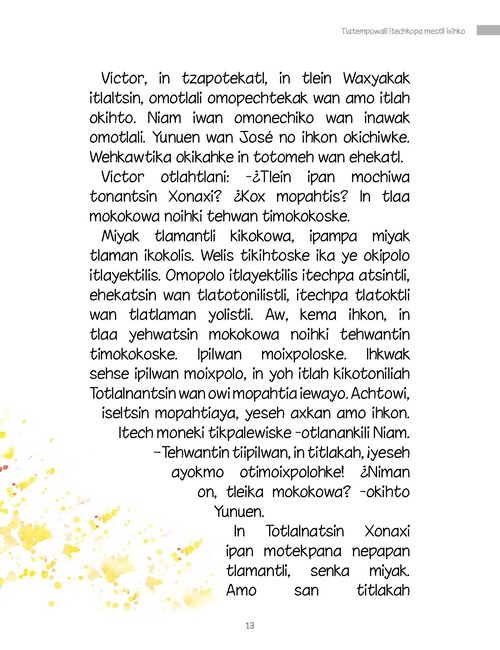 Tlatempowalli itechkopa mestli ixihko
Víctor, in tzapotekatl, in tlein Waxyakak
itlaltsin, omotlali omopechtekak wan amo itlah
okihto. Niam iwan omonechiko wan inawak
omotlali. Yunuen wan José no ihkon okichiwke.
Wehkawtika okikahke in totomeh wan ehekatl.
Víctor otlahtlani: -¿Tlein ipan mochiwa
tonantsin Xonaxi? ¿Kox mopahtis? In tlaa
mokokowa noihki tehwan timokokoske.
Miyak tlamantli kikokowa, ipampa miyak
tlaman ikokolis. Welis tikihtoske ika ye okipolo
itlayektilis. Omopolo itlayektilis itechpa atsintli,
ehekatsin wan tlatotonilistli, itechpa tlatoktli
wan tlatlaman yolistli. Aw, kema ihkon, in
tlaa yehwatsin mokokowa noihki tehwantin
timokokoske. Ipilwan moixpoloske. Ihkwak
sehse ipilwan moixpolo, in yoh itlah kikotoniliah
Totlalnantsin wan owi mopahtia iewayo. Achtowi,
iseltsin mopahtiaya, yeseh axkan amo ihkon.
Itech moneki tikpalewiske -otlanankili Niam.
-Tehwantin tiipilwan, in titlakah, ¡yeseh
ayokmo otimoixpolohke! ¿Niman
on, tleika mokokowa? -okihto
Yunuen.
In Totlalnatsin Xonaxi
ipan motekpana nepapan
tlamantli, senka miyak.
Amo san titlakah
13